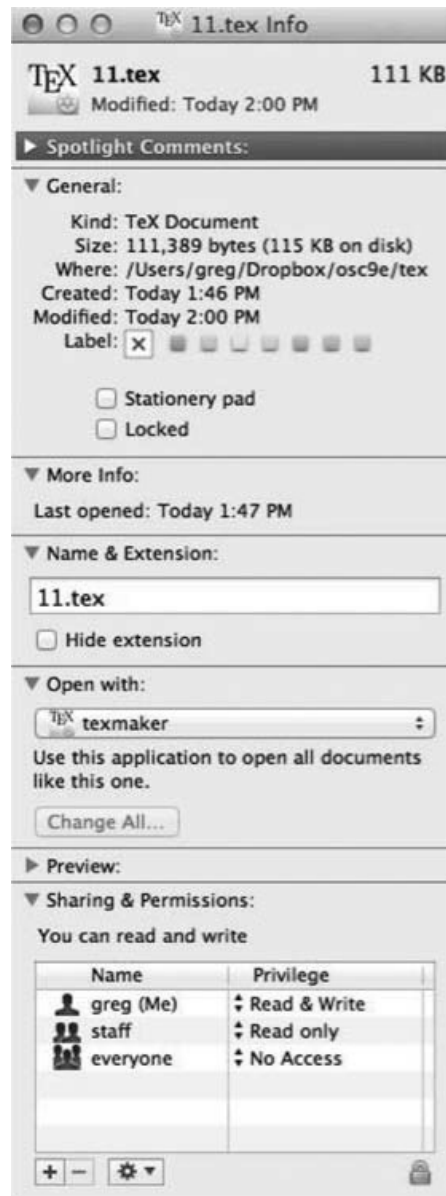 TEX 11.tex Info
TEX 11.tex 111 KB
Modified: Today 2:00 PM
Spotlight Comments:
General:
Kind: TeX Document
Size: 111,389 bytes (115 KB on disk)
Where: /Users/greg/Dropbox/osc9e/tex
Created: Today 1:46 PM
Modified: Today 2:00 PM
Label:
Stationery pad
Locked
More Info:
Last opened: Today 1:47 PM
Name & Extension:
11.tex
Hide extension
Open with:
TEX texmaker
Use this application to open all documents
like this one.
Change All...
Preview:
Sharing & Permissions:
You can read and write
Name Privilege
greg (Me) Read & Write
staff Read only
everyone No Access